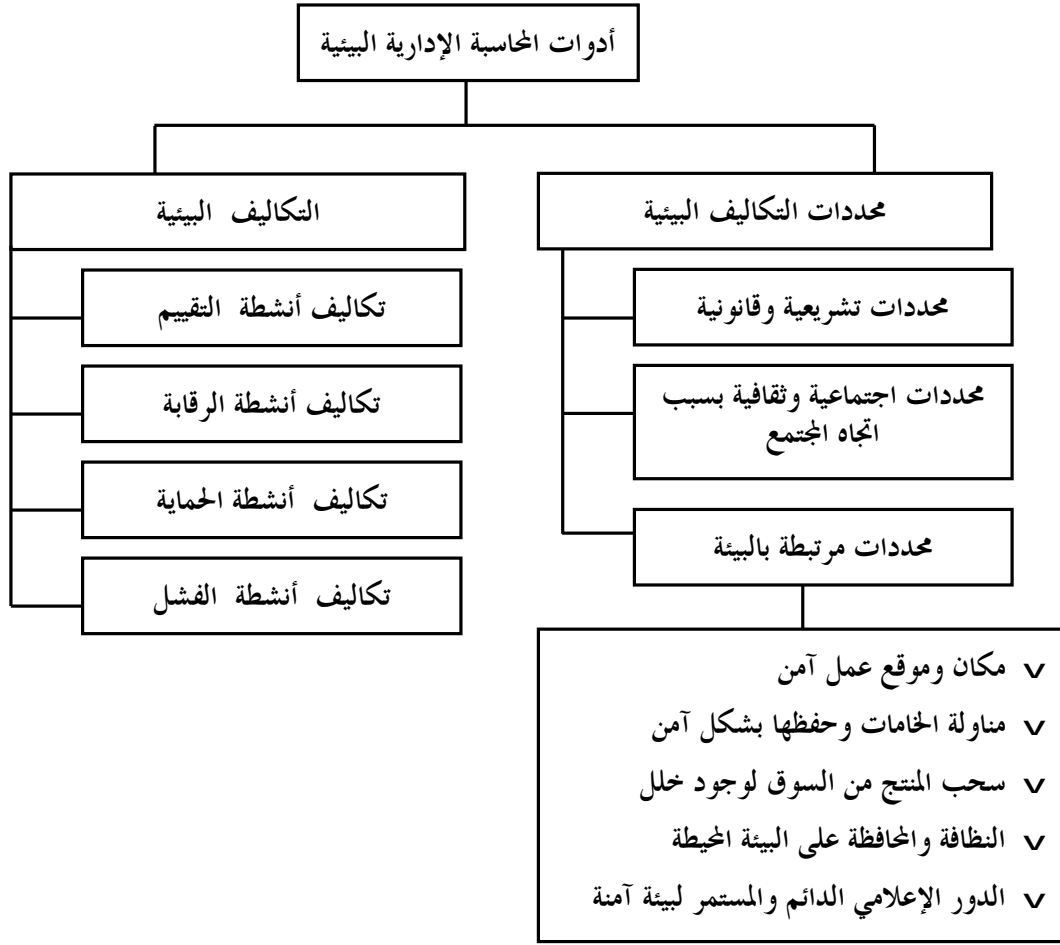 أدوات المحاسبة الإدارية البيئية
محددات التكاليف البيئية
محددات تشريعية وقانونية
محددات اجتماعية وثقافية بسبب
اتجاه المجتمع
محددات مرتبطة بالبيئة
v مكان وموقع عمل آمن
v مناولة الخامات وحفظها بشكل آمن
v سحب المنتج من السوق لوجود خلل
v النظافة والمحافظة على البيئة المحيطة
v الدور الإعلامي الدائم والمستمر لبيئة آمنة
التكاليف البيئية
تكاليف أنشطة التقييم
تكاليف أنشطة الرقابة
تكاليف أنشطة الحماية
تكاليف أنشطة الفشل